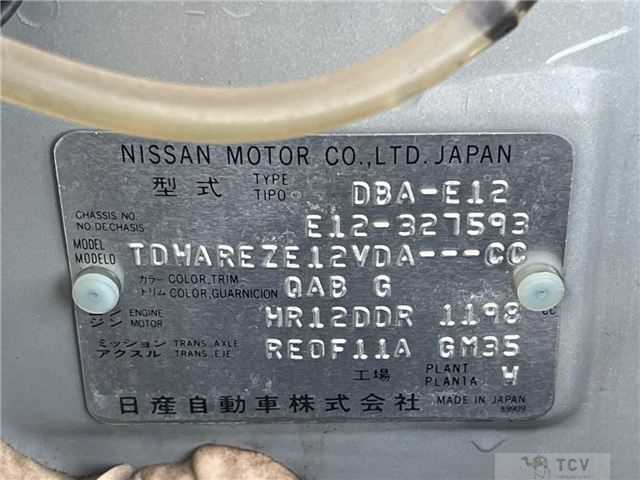 NISSAN MOTOR CO.,LTD. JAPAN
型式 TYPE TIPO DBA-E12
CHASSIS NO. NO DECHASIS E12-327593
MODEL MODELO TDHAREZE12VDA---CC
カラー COLOR,TRIM
トリム COLOR,GUARNICION QAB G
ENGINE
ジン MOTOR HR12DDR 1198 CC
ミッション TRANS.AXLE
アクスル TRANS.EJE RE0F11A GM35
工場 PLANT PLANTA W
日産自動車株式会社 MADE IN JAPAN
TCV